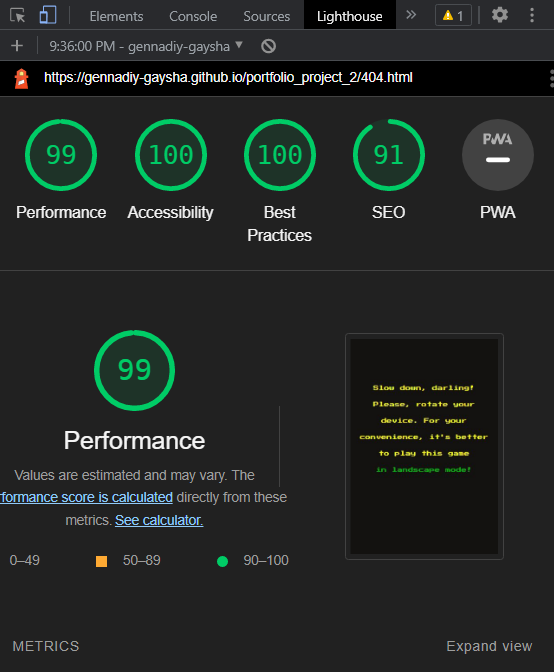 Elements Console Sources Lighthouse » 1
+ 9:36:00 PM - gennadiy-gaysha
https://gennadiy-gaysha.github.io/portfolio_project_2/404.html
99 100 100 91 PWA
Performance Accessibility Best Practices SEO PWA
99
Performance
Values are estimated and may vary. The
formance score is calculated directly from these
metrics. See calculator.
0–49 50–89 90–100
Slow down, darling!
Please, rotate your
device. For your
convenience, it's better
to play this game
in landscape mode!
METRICS Expand view